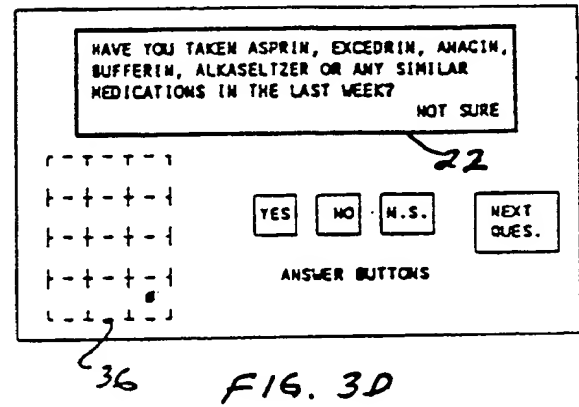 HAVE YOU TAKEN ASPRIN, EXCEDRIN, ANACIN,
BUFFERIN, ALKASELTZER OR ANY SIMILAR
MEDICATIONS IN THE LAST WEEK?
NOT SURE
22
YES NO N.S. NEXT
QUES.
ANSWER BUTTONS
36
FIG. 3D